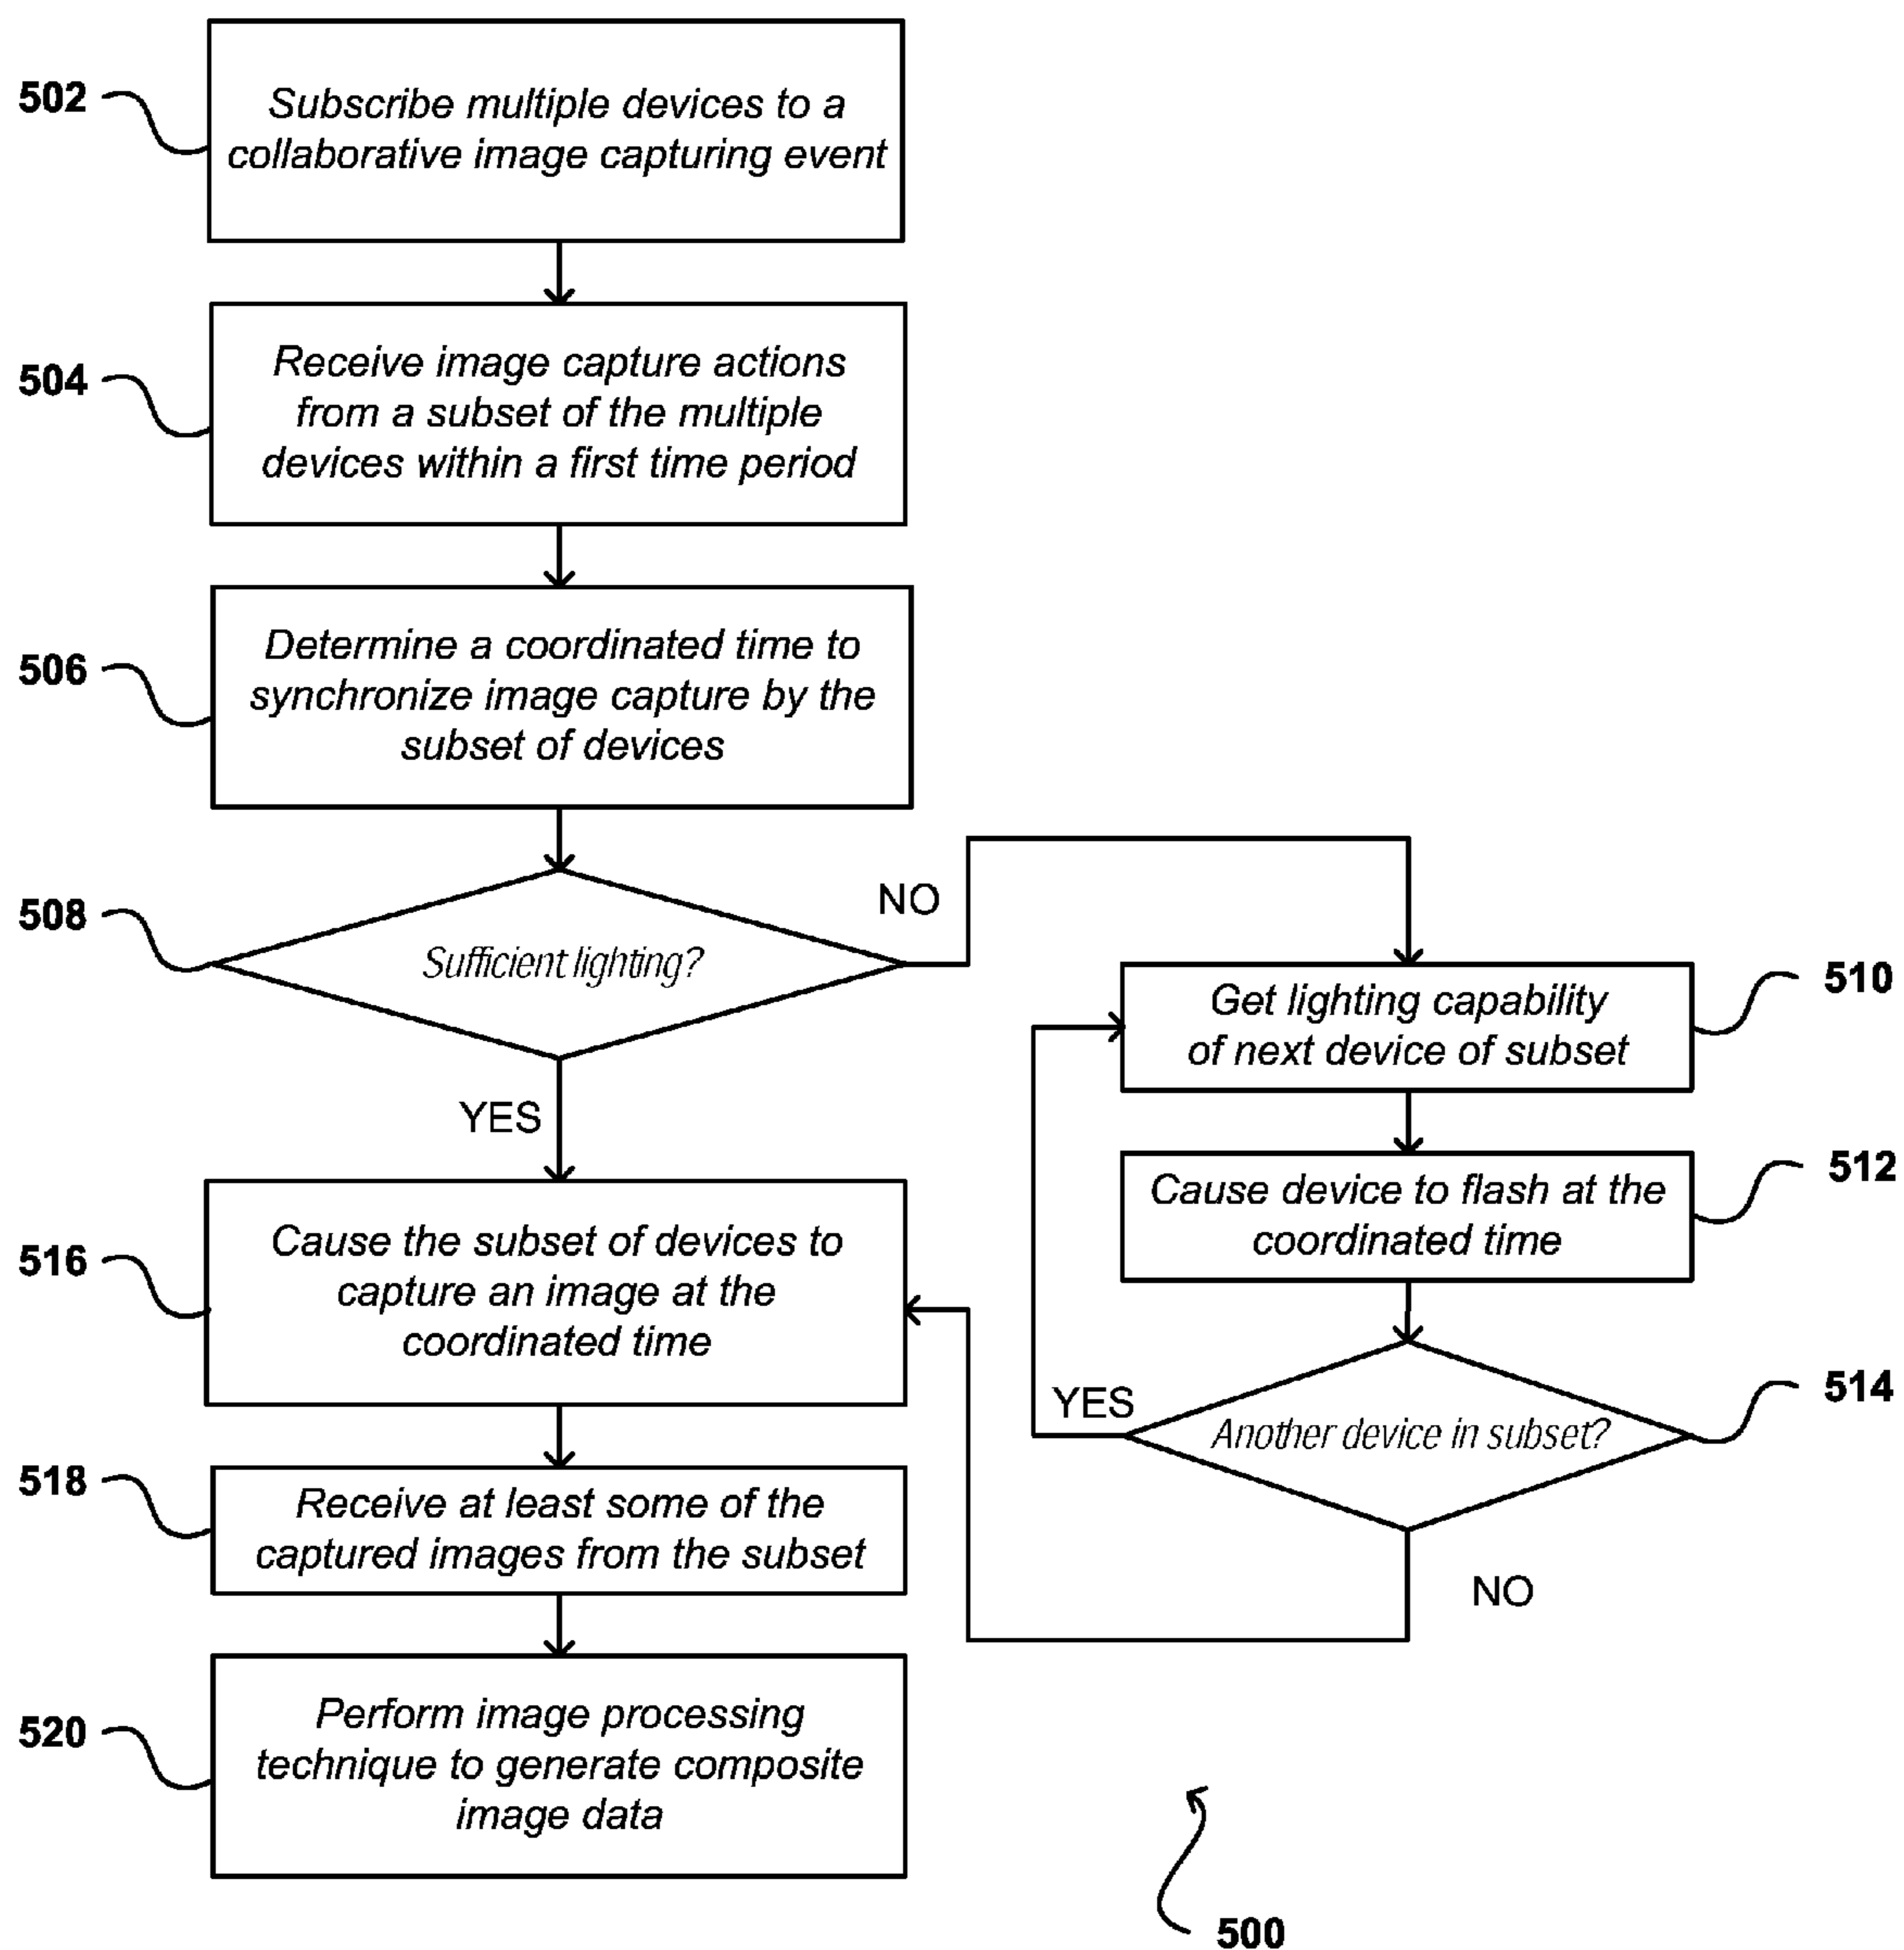 502
Subscribe multiple devices to a
collaborative image capturing event
504
Receive image capture actions
from a subset of the multiple
devices within a first time period
506
Determine a coordinated time to
synchronize image capture by the
subset of devices
508
Sufficient lighting?
NO
YES
510
Get lighting capability
of next device of subset
512
Cause device to flash at the
coordinated time
514
Another device in subset?
YES
NO
516
Cause the subset of devices to
capture an image at the
coordinated time
518
Receive at least some of the
captured images from the subset
520
Perform image processing
technique to generate composite
image data
500